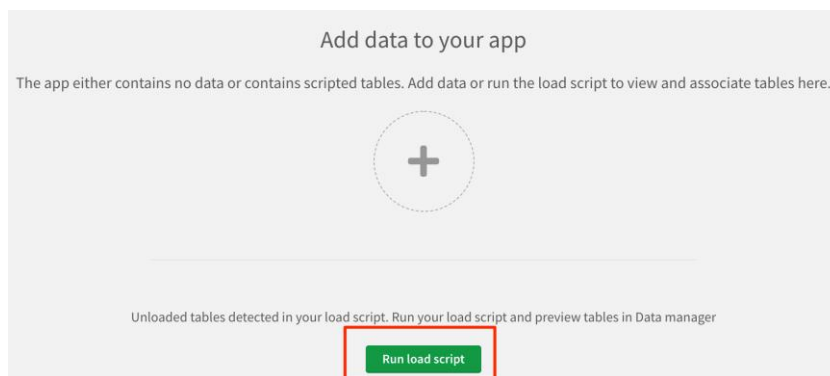 Add data to your app
The app either contains no data or contains scripted tables. Add data or run the load script to view and associate tables here.
Unloaded tables detected in your load script. Run your load script and preview tables in Data manager
Run load script